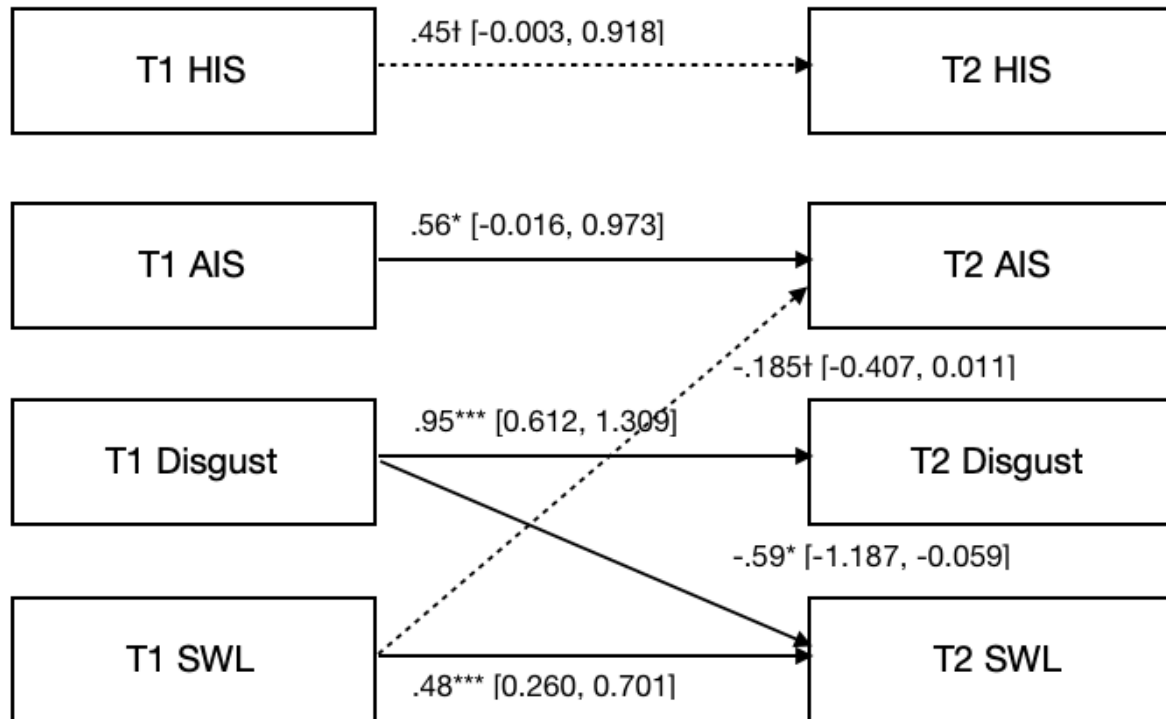 .45† [-0.003, 0.918]
T1 HIS
T2 HIS
.56* [-0.016, 0.973]
T1 AIS
T2 AIS
-.185† [-0.407, 0.011]
.95*** [0.612, 1.309]
T1 Disgust
T2 Disgust
-.59* [-1.187, -0.059]
T1 SWL
T2 SWL
.48*** [0.260, 0.701]